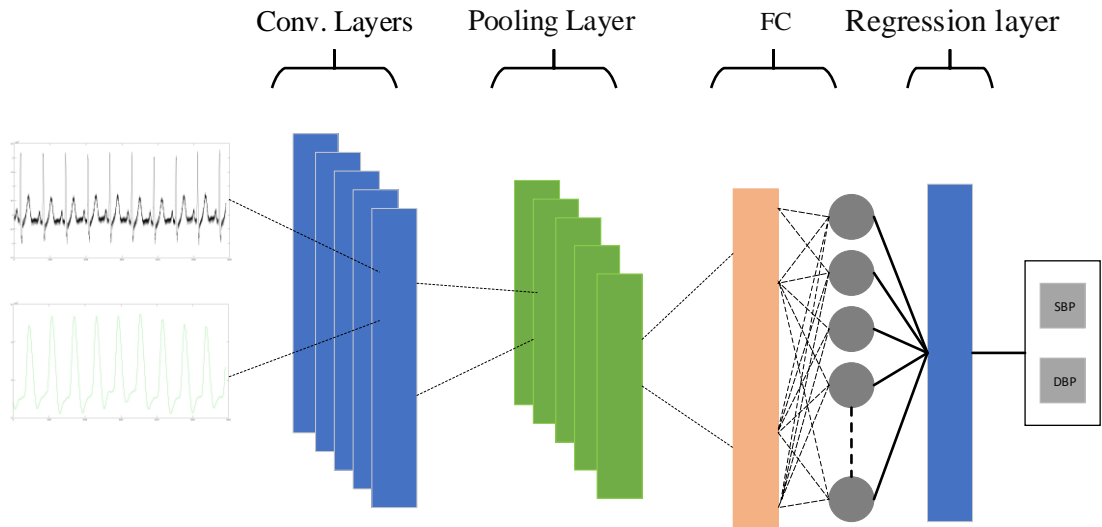 Conv. Layers
Pooling Layer
FC
Regression layer
SBP
DBP